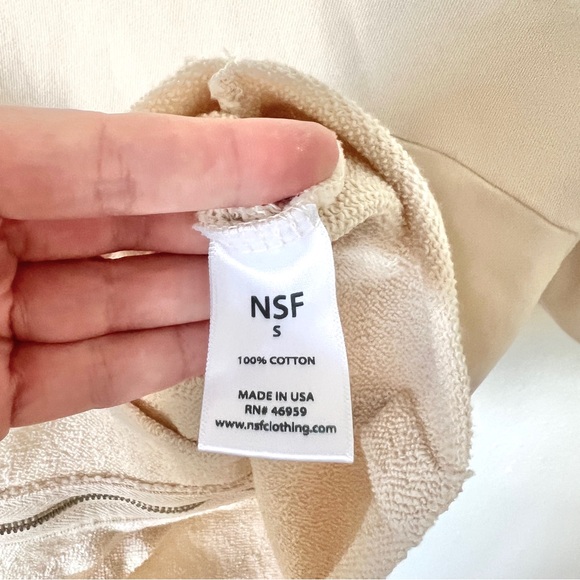 NSF
S
100% COTTON
MADE IN USA
RN# 46959
www.nsfclothing.com